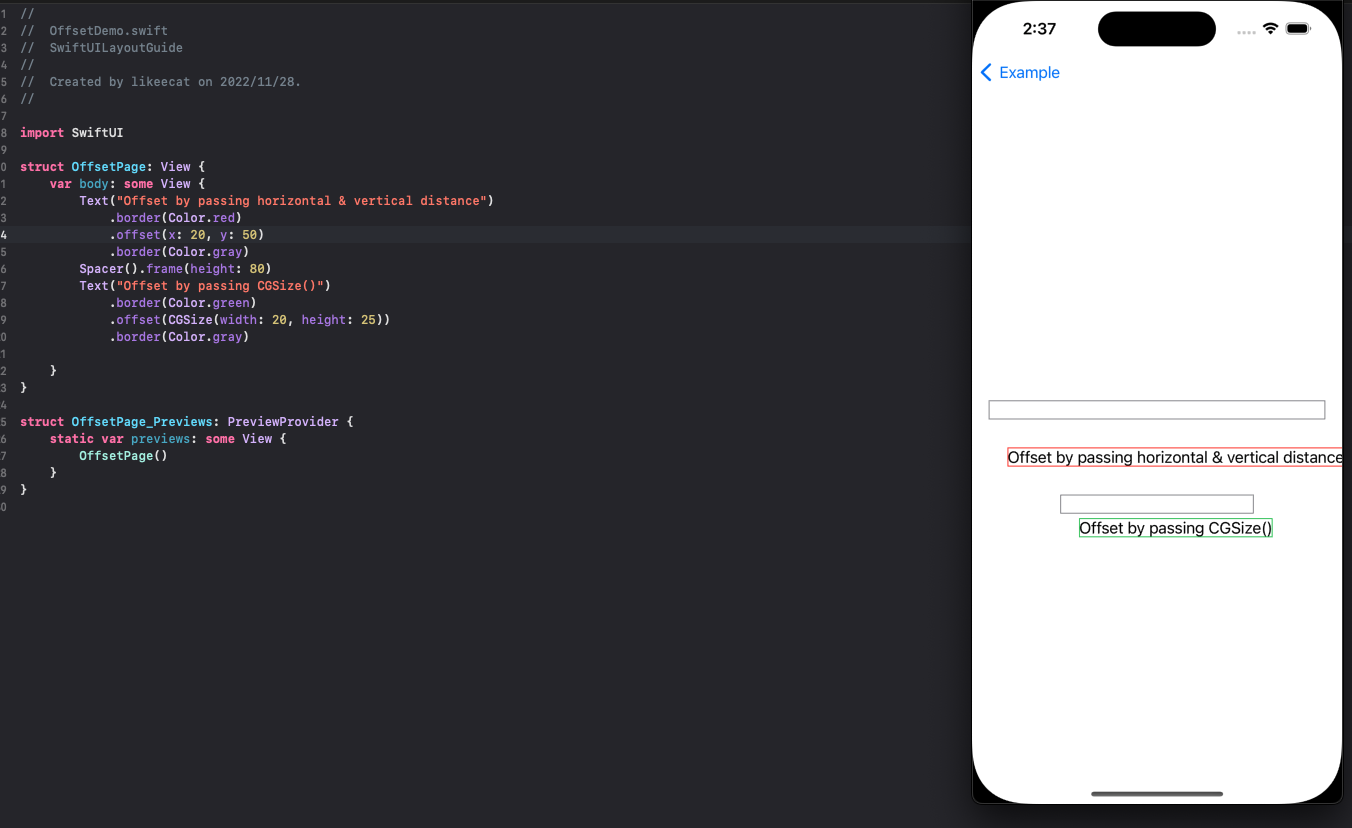 1 //
2 //  OffsetDemo.swift
3 //  SwiftUILayoutGuide
4 //
5 //  Created by likeecat on 2022/11/28.
6 //
7
8 import SwiftUI
9
0 struct OffsetPage: View {
1     var body: some View {
2         Text("Offset by passing horizontal & vertical distance")
3             .border(Color.red)
4             .offset(x: 20, y: 50)
5             .border(Color.gray)
6         Spacer().frame(height: 80)
7         Text("Offset by passing CGSize()")
8             .border(Color.green)
9             .offset(CGSize(width: 20, height: 25))
0             .border(Color.gray)
1
2     }
3 }
4
5 struct OffsetPage_Previews: PreviewProvider {
6     static var previews: some View {
7         OffsetPage()
8     }
9 }
0
2:37
Example
Offset by passing horizontal & vertical distance
Offset by passing CGSize()